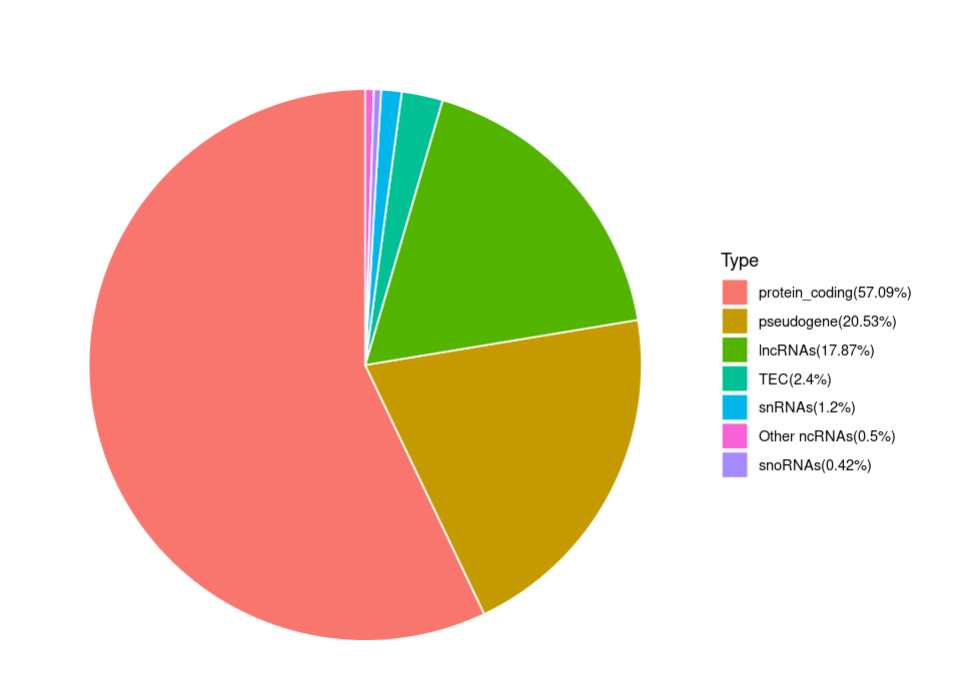 Type
protein_coding(57.09%)
pseudogene(20.53%)
lncRNAs(17.87%)
TEC(2.4%)
snRNAs(1.2%)
Other ncRNAs(0.5%)
snoRNAs(0.42%)